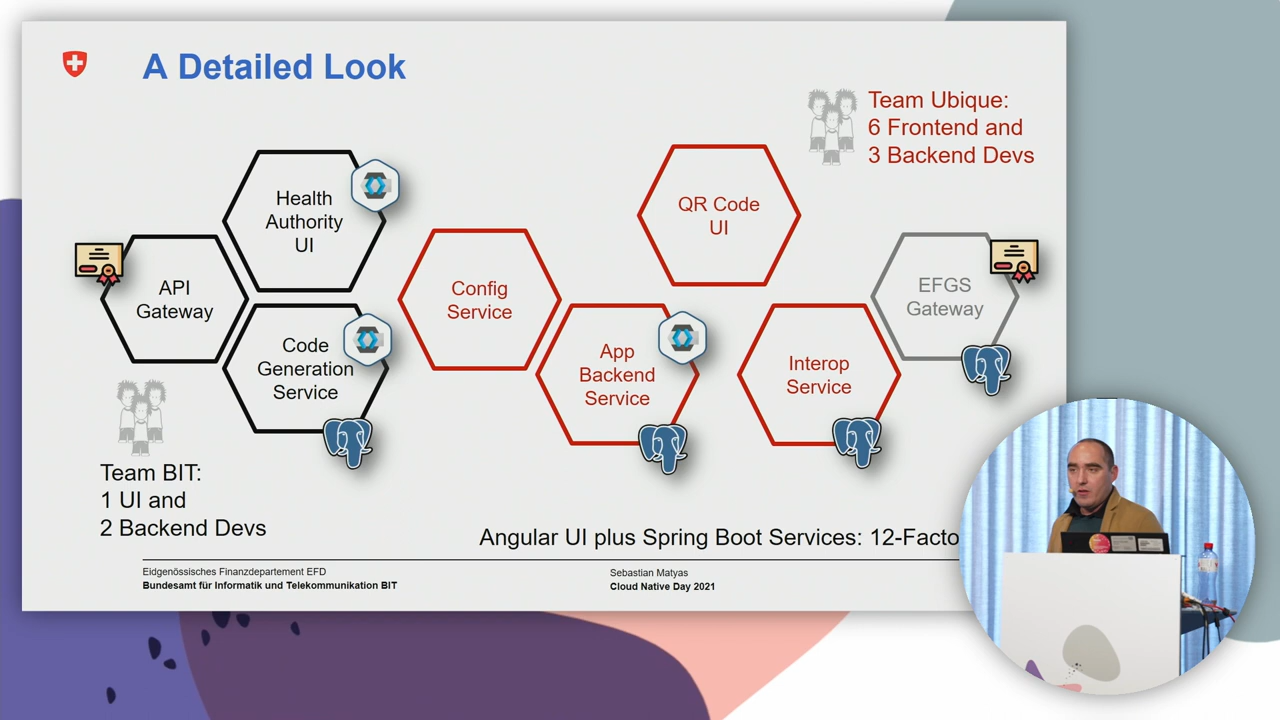 A Detailed Look
Team Ubique:
6 Frontend and
3 Backend Devs
Health
Authority
UI
QR Code
UI
API
Gateway
Config
Service
EFGS
Gateway
Code
Generation
Service
App
Backend
Service
Interop
Service
Team BIT:
1 UI and
2 Backend Devs
Angular UI plus Spring Boot Services: 12-Facto
Eidgenössisches Finanzdepartement EFD
Bundesamt für Informatik und Telekommunikation BIT
Sebastian Matyas
Cloud Native Day 2021